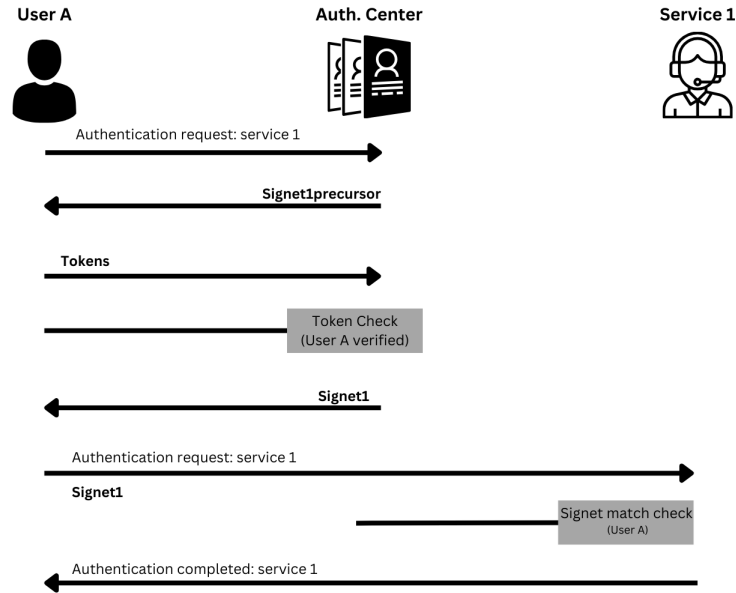 User A
Auth. Center
Service 1
Authentication request: service 1
Signet1precursor
Tokens
Token Check
(User A verified)
Signet1
Authentication request: service 1
Signet1
Signet match check
(User A)
Authentication completed: service 1